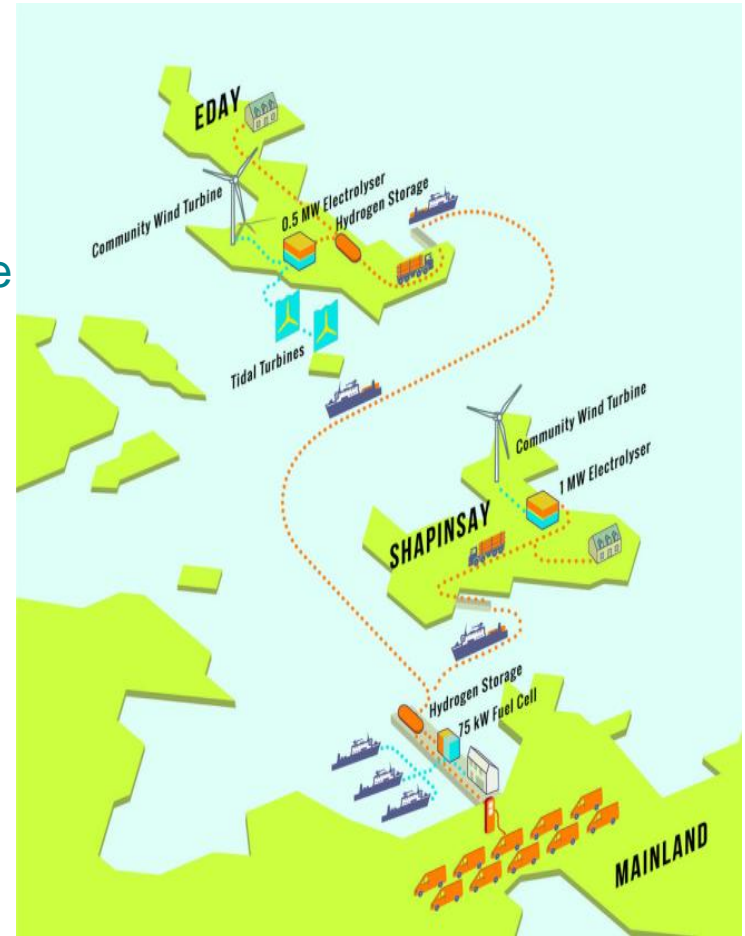 EDAY
Community Wind Turbine
0.5 MW Electrolyser
Hydrogen Storage
Tidal Turbines
Community Wind Turbine
1 MW Electrolyser
SHAPINSAY
Hydrogen Storage
75 kW Fuel Cell
MAINLAND
e